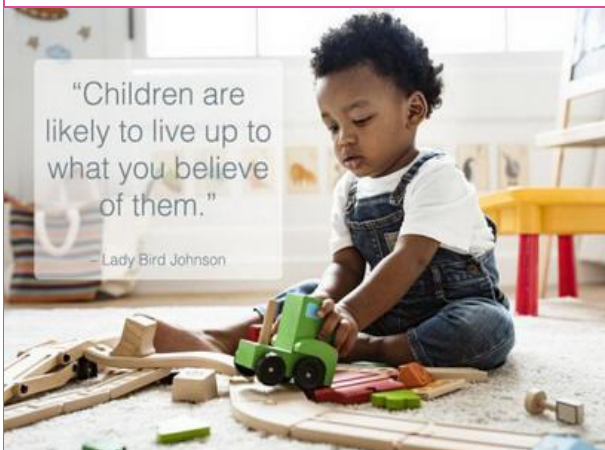 “Children are
likely to live up to
what you believe
of them.”
– Lady Bird Johnson